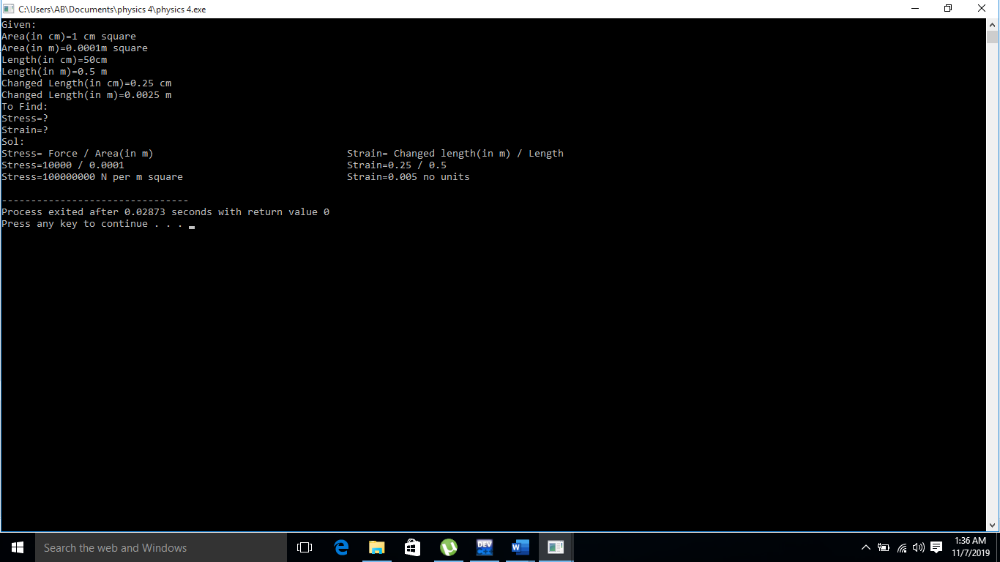 C:\Users\AB\Documents\physics 4\physics 4.exe
Given:
Area(in cm)=1 cm square
Area(in m)=0.0001m square
Length(in cm)=50cm
Length(in m)=0.5 m
Changed Length(in cm)=0.25 cm
Changed Length(in m)=0.0025 m
To Find:
Stress=?
Strain=?
Sol:
Stress= Force / Area(in m) Strain= Changed length(in m) / Length
Stress=10000 / 0.0001 Strain=0.25 / 0.5
Stress=100000000 N per m square Strain=0.005 no units
--------------------------------
Process exited after 0.02873 seconds with return value 0
Press any key to continue . . .
Search the web and Windows
DEV
W
1:36 AM
11/7/2019